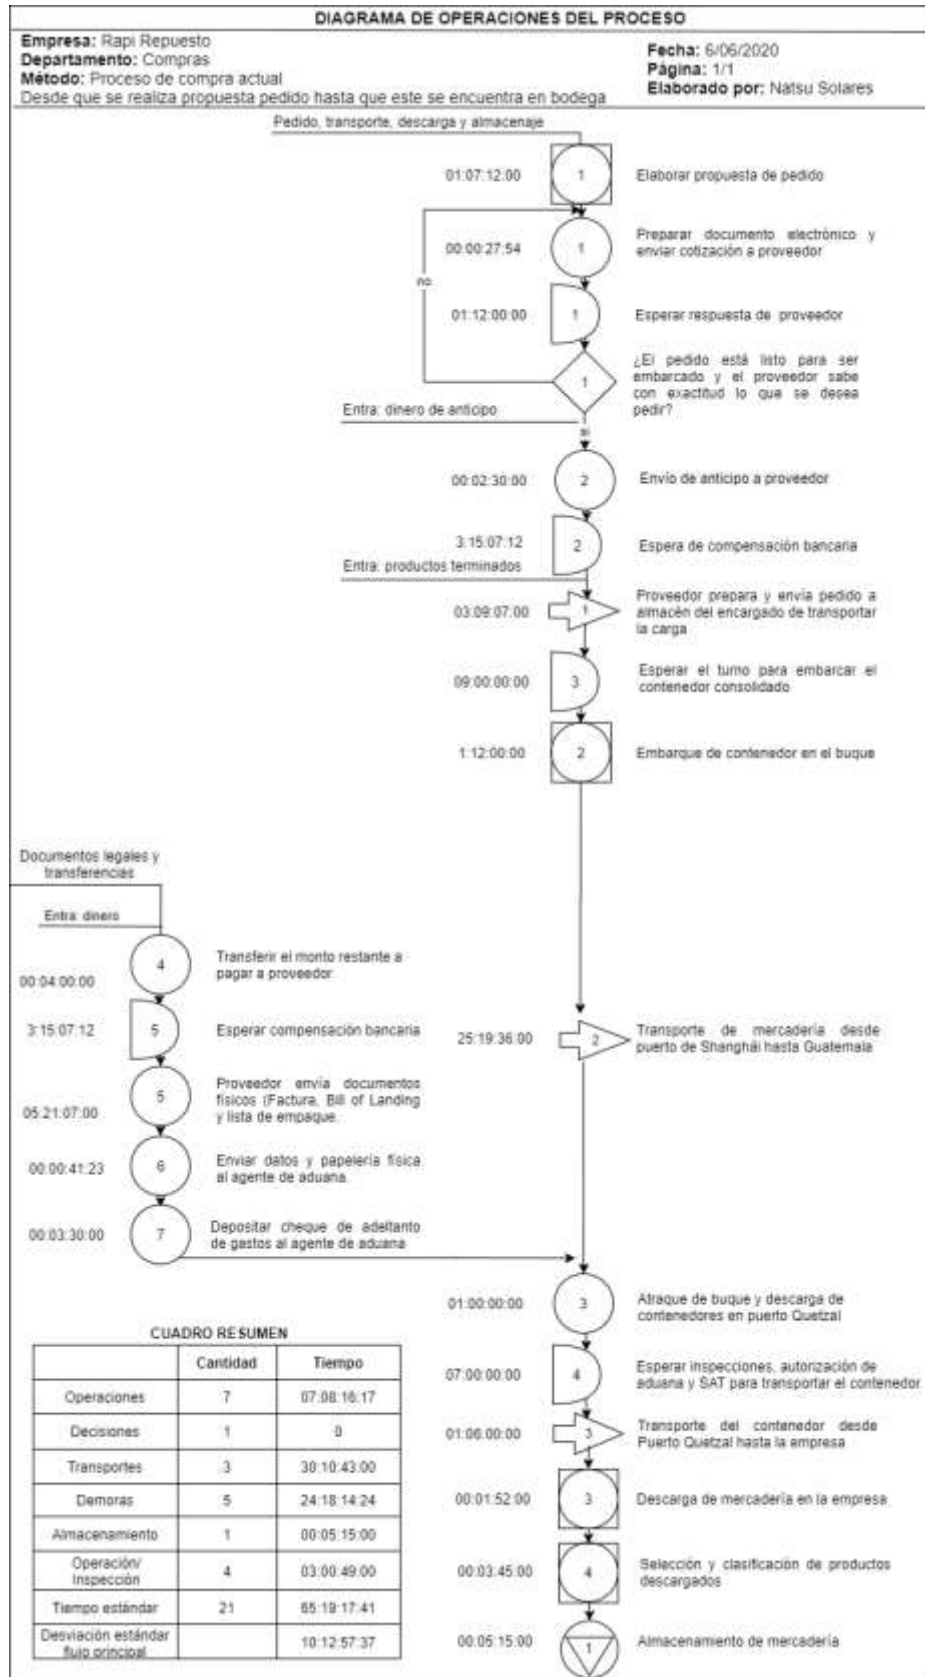 DIAGRAMA DE OPERACIONES DEL PROCESO
Empresa: Rapi Repuesto
Departamento: Compras
Método: Proceso de compra actual
Desde que se realiza propuesta pedido hasta que este se encuentra en bodega
Fecha: 6/06/2020
Página: 1/1
Elaborado por: Natsu Solares
Pedido, transporte, descarga y almacenaje
01:07:12:00
1
Elaborar propuesta de pedido
00:00:27:54
1
Preparar documento electrónico y
enviar cotización a proveedor
no
01:12:00:00
1
Esperar respuesta de proveedor
1
¿El pedido está listo para ser
embarcado y el proveedor sabe
con exactitud lo que se desea
pedir?
Entra: dinero de anticipo
si
00:02:30:00
2
Envío de anticipo a proveedor
3:15:07:12
2
Espera de compensación bancaria
Entra: productos terminados
03:09:07:00
1
Proveedor prepara y envía pedido a
almacén del encargado de transportar
la carga
09:00:00:00
3
Esperar el turno para embarcar el
contenedor consolidado
1:12:00:00
2
Embarque de contenedor en el buque
Documentos legales y
transferencias
Entra: dinero
00:04:00:00
4
Transferir el monto restante a
pagar a proveedor
3:15:07:12
5
Esperar compensación bancaria
05:21:07:00
5
Proveedor envía documentos
físicos (Factura, Bill of Landing
y lista de empaque.
00:00:41:23
6
Enviar datos y papelería física
al agente de aduana.
00:03:30:00
7
Depositar cheque de adeltanto
de gastos al agente de aduana
25:19:36:00
2
Transporte de mercadería desde
puerto de Shanghái hasta Guatemala
01:00:00:00
3
Atraque de buque y descarga de
contenedores en puerto Quetzal
07:00:00:00
4
Esperar inspecciones, autorización de
aduana y SAT para transportar el contenedor
01:06:00:00
3
Transporte del contenedor desde
Puerto Quetzal hasta la empresa
00:01:52:00
3
Descarga de mercadería en la empresa
00:03:45:00
4
Selección y clasificación de productos
descargados
00:05:15:00
1
Almacenamiento de mercadería
CUADRO RESUMEN
Cantidad Tiempo
Operaciones 7 07:08:16:17
Decisiones 1 0
Transportes 3 30:10:43:00
Demoras 5 24:18:14:24
Almacenamiento 1 00:05:15:00
Operación/
Inspección 4 03:00:49:00
Tiempo estándar 21 65:19:17:41
Desviación estándar
flujo principal 10:12:57:37